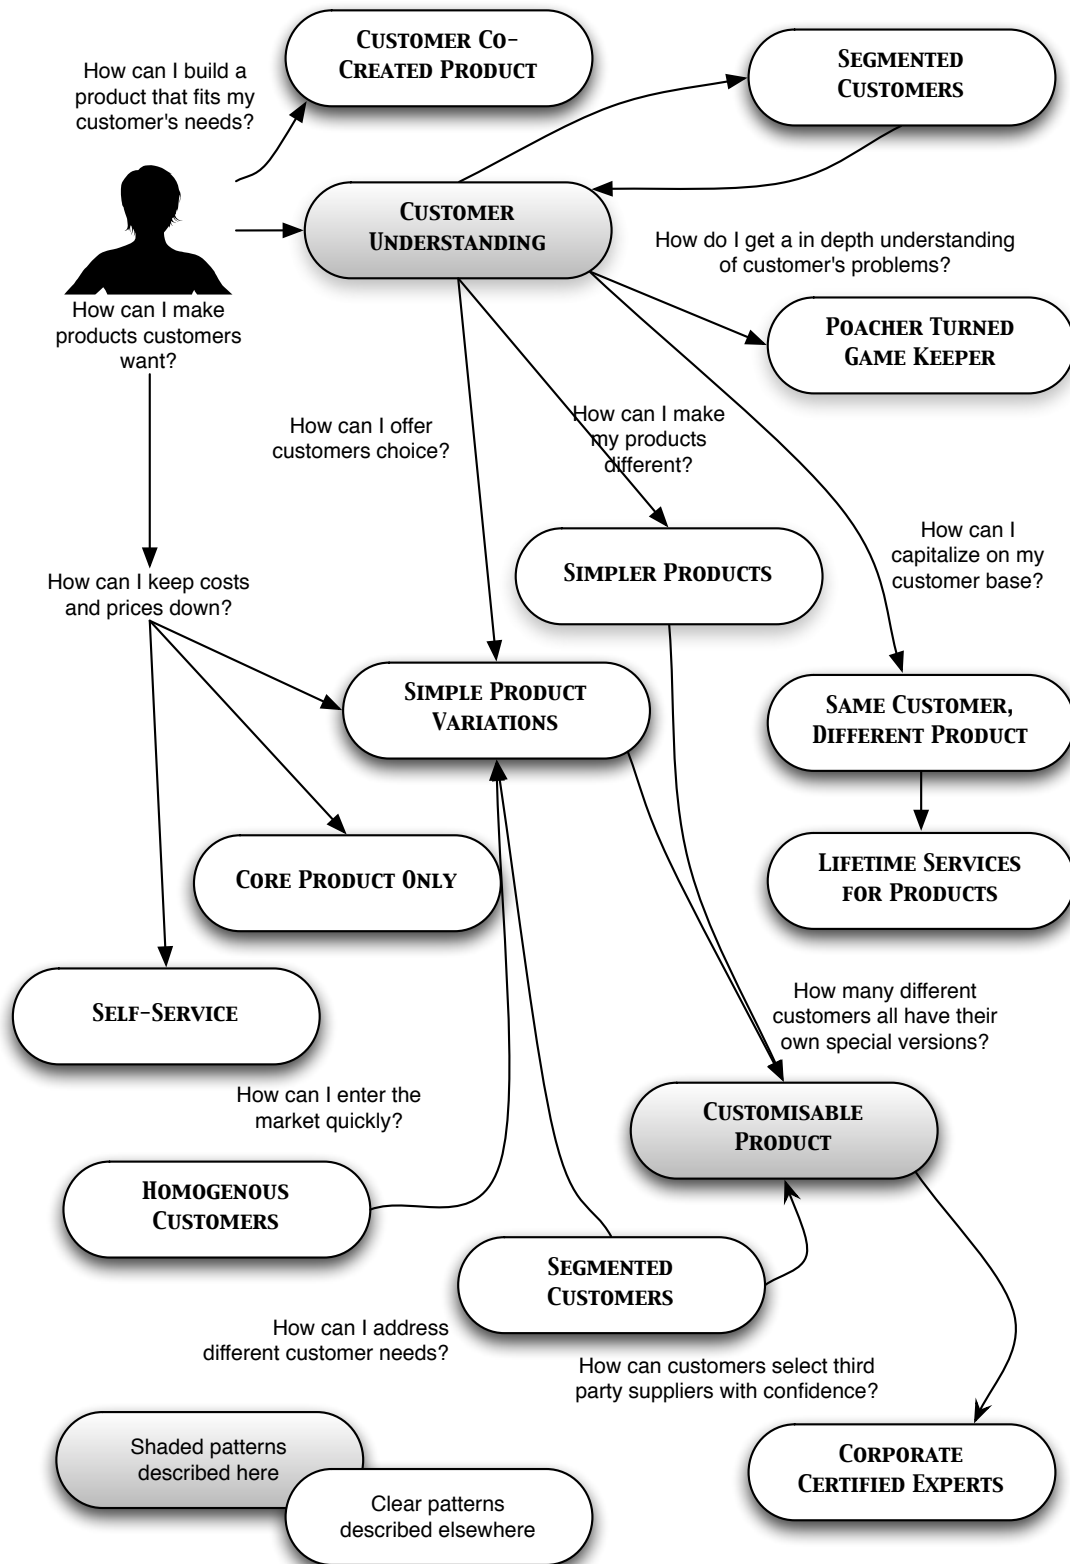 CUSTOMER CO-
CREATED PRODUCT
SEGMENTED
CUSTOMERS
How can I build a
product that fits my
customer's needs?
CUSTOMER
UNDERSTANDING
How do I get a in depth understanding
of customer's problems?
How can I make
products customers
want?
POACHER TURNED
GAME KEEPER
How can I offer
customers choice?
How can I make
my products
different?
How can I
capitalize on my
customer base?
How can I keep costs
and prices down?
SIMPLER PRODUCTS
SIMPLE PRODUCT
VARIATIONS
SAME CUSTOMER,
DIFFERENT PRODUCT
CORE PRODUCT ONLY
LIFETIME SERVICES
FOR PRODUCTS
SELF-SERVICE
How many different
customers all have their
own special versions?
How can I enter the
market quickly?
CUSTOMISABLE
PRODUCT
HOMOGENOUS
CUSTOMERS
SEGMENTED
CUSTOMERS
How can I address
different customer needs?
How can customers select third
party suppliers with confidence?
Shaded patterns
described here
CORPORATE
CERTIFIED EXPERTS
Clear patterns
described elsewhere